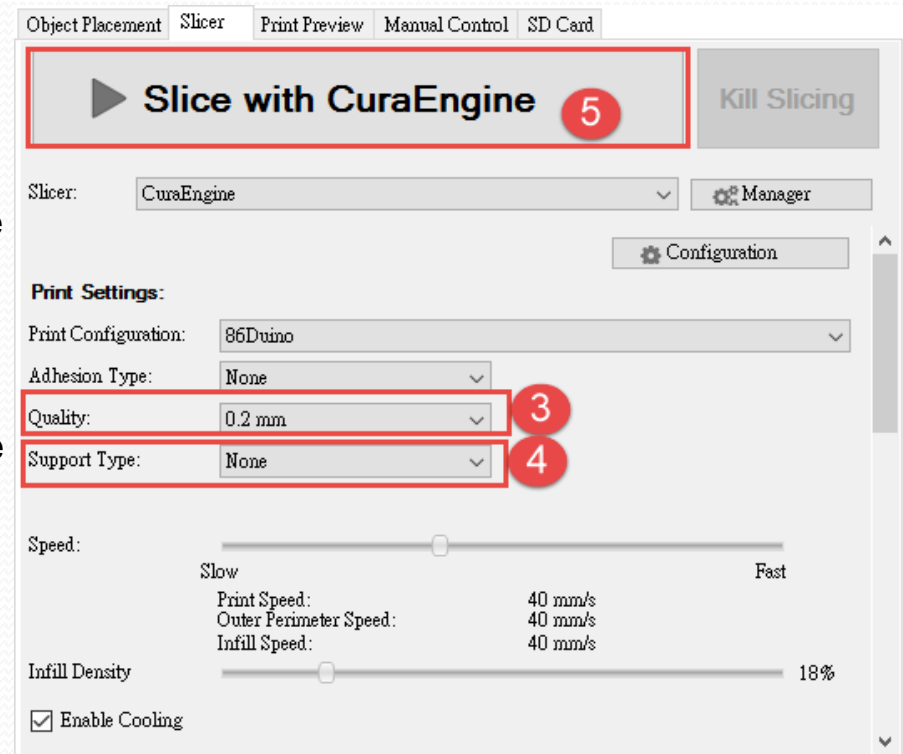 Object Placement Slicer Print Preview Manual Control SD Card
Slice with CuraEngine 5 Kill Slicing
Slicer: CuraEngine Manager
Configuration
Print Settings:
Print Configuration: 86Duino
Adhesion Type: None
Quality: 0.2 mm 3
Support Type: None 4
Speed:
Slow Fast
Print Speed: 40 mm/s
Outer Perimeter Speed: 40 mm/s
Infill Speed: 40 mm/s
Infill Density 18%
Enable Cooling